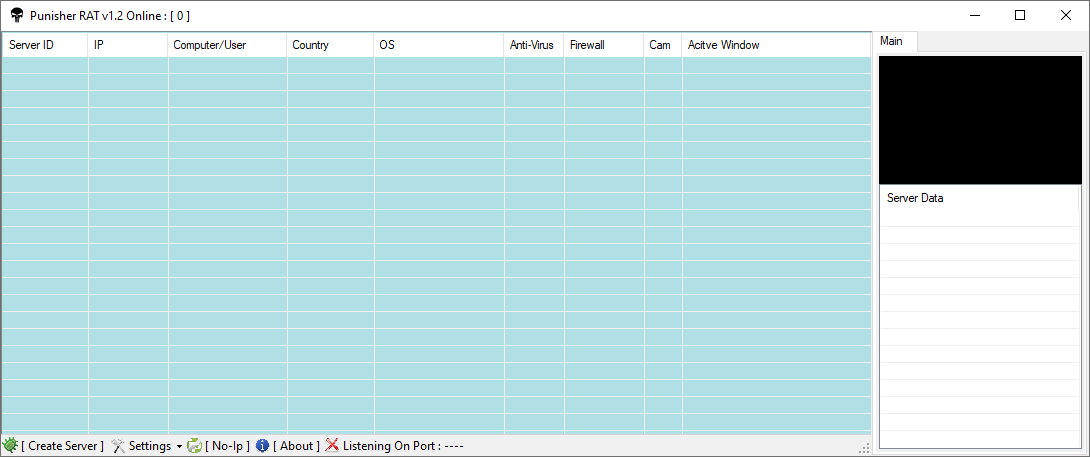 Punisher RAT v1.2 Online : [ 0 ]
Server ID IP Computer/User Country OS Anti-Virus Firewall Cam Acitve Window
Main
Server Data
[ Create Server ] Settings [ No-Ip ] [ About ] Listening On Port : ----